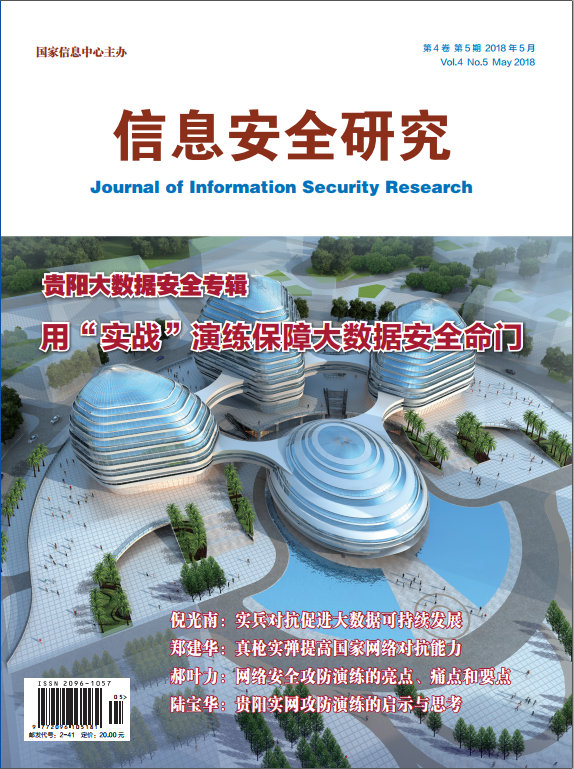 国家信息中心主办
第4卷 第5期 2018年5月
Vol.4 No.5 May 2018
信息安全研究
Journal of Information Security Research
贵阳大数据安全专辑
用“实战”演练保障大数据安全命门
倪光南：实兵对抗促进大数据可持续发展
郑建华：真枪实弹提高国家网络对抗能力
郝叶力：网络安全攻防演练的亮点、痛点和要点
陆宝华：贵阳实网攻防演练的启示与思考
ISSN 2096-1057
05
9 772096 105181
邮发代号：2-41 定价：20.00元